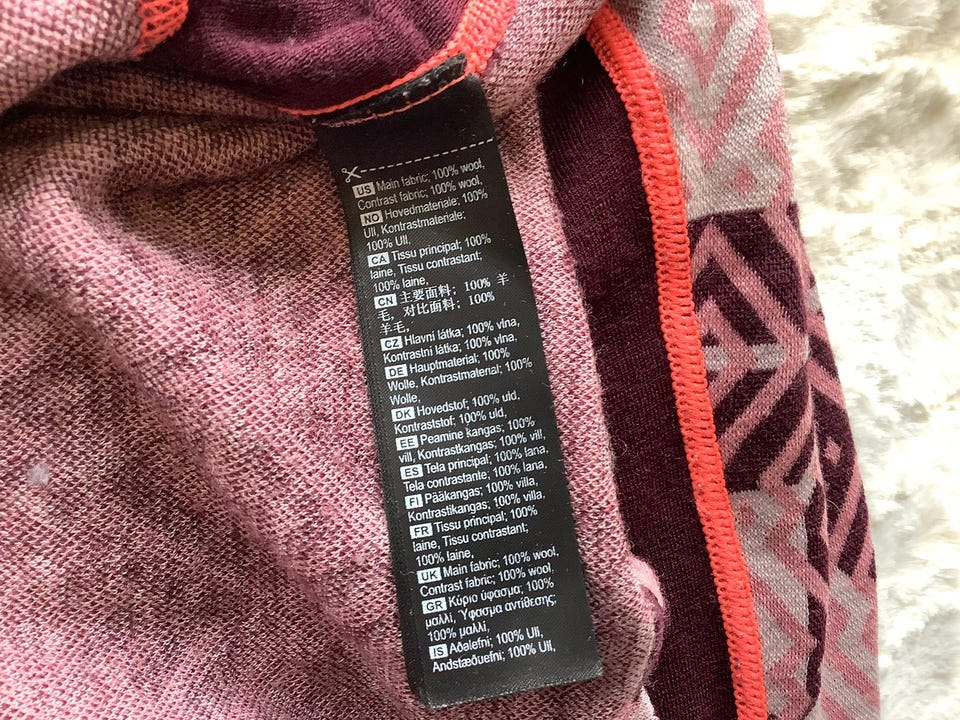 US Main fabric; 100% wool,
Contrast fabric; 100% wool,
NO Hovedmateriale; 100%
Ull, Kontrastmateriale;
100% Ull,
CA Tissu principal; 100%
laine, Tissu contrastant;
100% laine,
CN 主要面料; 100% 羊
毛, 对比面料; 100%
羊毛,
CZ Hlavní látka; 100% vlna,
Kontrastní látka; 100% vlna,
DE Hauptmaterial; 100%
Wolle, Kontrastmaterial; 100%
Wolle,
DK Hovedstof; 100% uld,
Kontraststof; 100% uld,
EE Peamine kangas; 100%
vill, Kontrastkangas; 100% vill,
ES Tela principal; 100% lana,
Tela contrastante; 100% lana,
FI Pääkangas; 100% villa,
Kontrastikangas; 100% villa,
FR Tissu principal; 100%
laine, Tissu contrastant;
100% laine,
UK Main fabric; 100% wool,
Contrast fabric; 100% wool,
GR Κύριο ύφασμα; 100%
μαλλί, Ύφασμα αντίθεσης;
100% μαλλί,
IS Aðalefni; 100% Ull,
Andstæðuefni; 100% Ull,